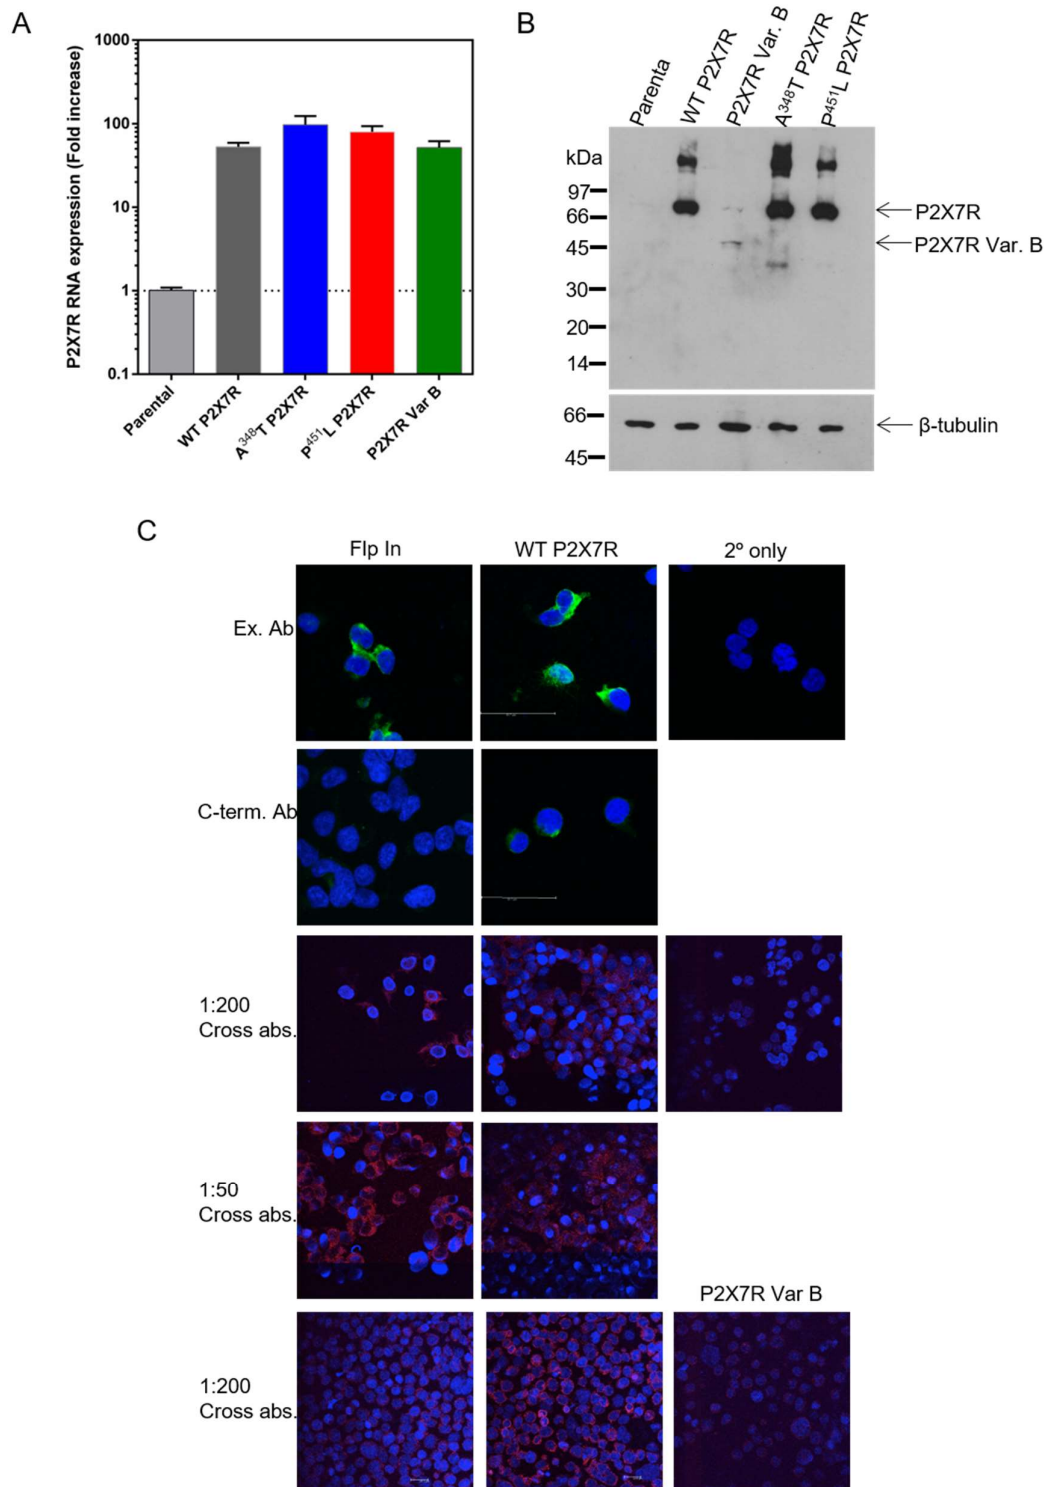 A
P2X7R RNA expression (Fold increase)
1000
100
10
1
0.1
Parental
WT P2X7R
A³⁴⁸T P2X7R
P⁴⁵¹L P2X7R
P2X7R Var B
B
Parenta
WT P2X7R
P2X7R Var. B
A³⁴⁸T P2X7R
P⁴⁵¹L P2X7R
kDa
97
66
45
30
20
14
P2X7R
P2X7R Var. B
66
45
β-tubulin
C
Flp In
WT P2X7R
2º only
Ex. Ab
C-term. Ab
1:200
Cross abs.
1:50
Cross abs.
P2X7R Var B
1:200
Cross abs.